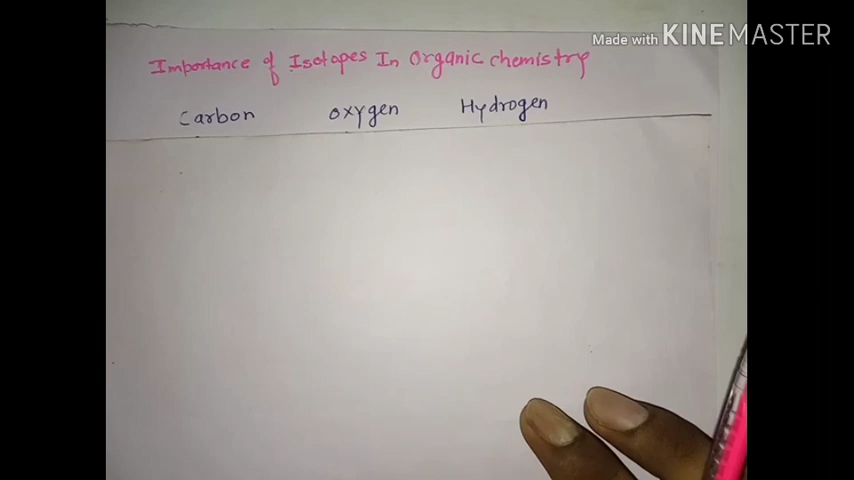 Made with KINEMASTER
Importance of Isotopes In Organic chemistry
Carbon oxygen Hydrogen